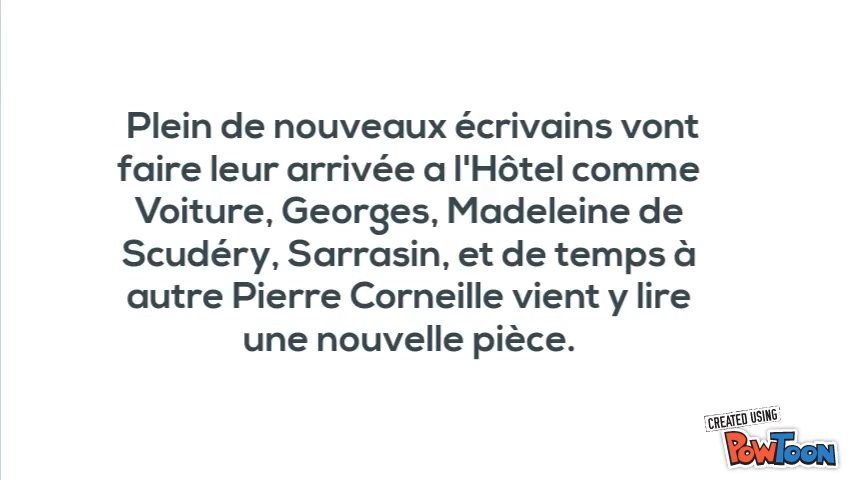 Plein de nouveaux écrivains vont
faire leur arrivée a l'Hôtel comme
Voiture, Georges, Madeleine de
Scudéry, Sarrasin, et de temps à
autre Pierre Corneille vient y lire
une nouvelle pièce.
CREATED USING
POWTOON